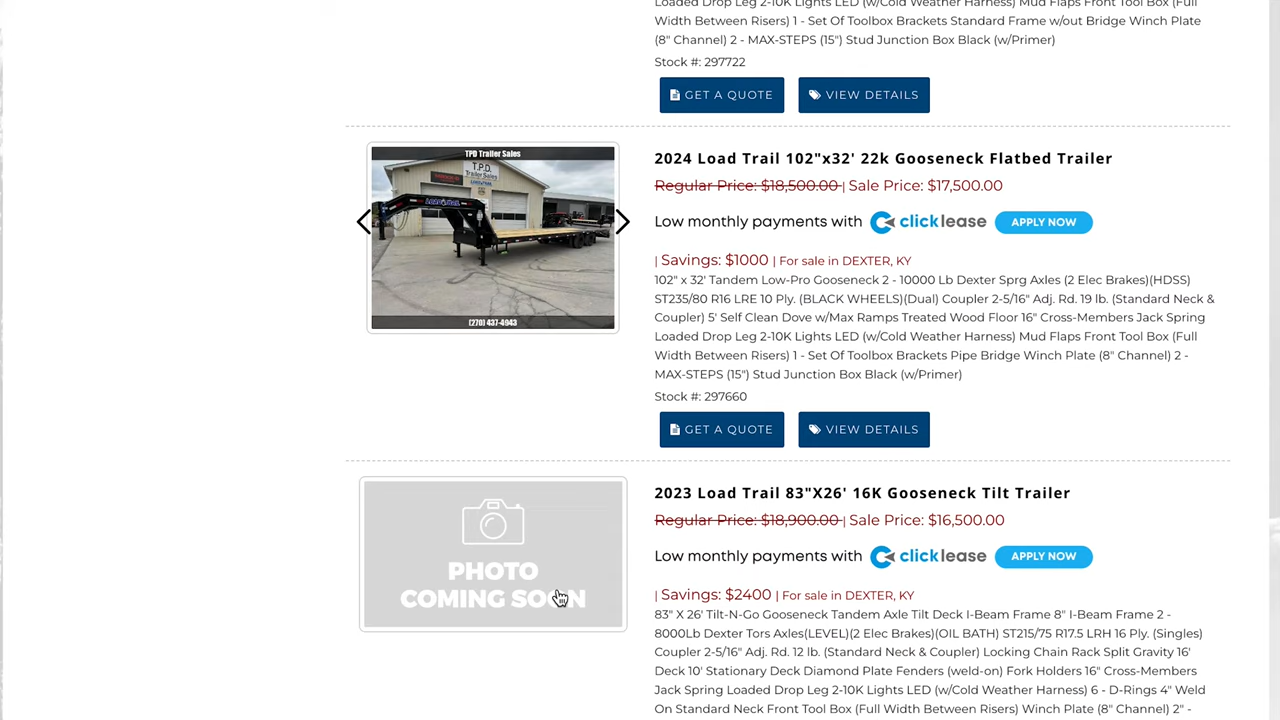 Loaded Drop Leg 2-10K Lights LED (w/Cold Weather Harness) Mud Flaps Front Tool Box (Full
Width Between Risers) 1 - Set Of Toolbox Brackets Standard Frame w/out Bridge Winch Plate
(8" Channel) 2 - MAX-STEPS (15") Stud Junction Box Black (w/Primer)
Stock #: 297722
GET A QUOTE VIEW DETAILS
TPD Trailer Sales
T.P.D.
Trailer Sales
LOAD TRAIL
(270) 437-4943
2024 Load Trail 102"x32' 22k Gooseneck Flatbed Trailer
Regular Price: $18,500.00 | Sale Price: $17,500.00
Low monthly payments with clicklease APPLY NOW
| Savings: $1000 | For sale in DEXTER, KY
102" x 32' Tandem Low-Pro Gooseneck 2 - 10000 Lb Dexter Sprg Axles (2 Elec Brakes)(HDSS)
ST235/80 R16 LRE 10 Ply. (BLACK WHEELS)(Dual) Coupler 2-5/16" Adj. Rd. 19 lb. (Standard Neck &
Coupler) 5' Self Clean Dove w/Max Ramps Treated Wood Floor 16" Cross-Members Jack Spring
Loaded Drop Leg 2-10K Lights LED (w/Cold Weather Harness) Mud Flaps Front Tool Box (Full
Width Between Risers) 1 - Set Of Toolbox Brackets Pipe Bridge Winch Plate (8" Channel) 2 -
MAX-STEPS (15") Stud Junction Box Black (w/Primer)
Stock #: 297660
GET A QUOTE VIEW DETAILS
PHOTO
COMING SOON
2023 Load Trail 83"X26' 16K Gooseneck Tilt Trailer
Regular Price: $18,900.00 | Sale Price: $16,500.00
Low monthly payments with clicklease APPLY NOW
| Savings: $2400 | For sale in DEXTER, KY
83" X 26' Tilt-N-Go Gooseneck Tandem Axle Tilt Deck I-Beam Frame 8" I-Beam Frame 2 -
8000Lb Dexter Tors Axles(LEVEL)(2 Elec Brakes)(OIL BATH) ST215/75 R17.5 LRH 16 Ply. (Singles)
Coupler 2-5/16" Adj. Rd. 12 lb. (Standard Neck & Coupler) Locking Chain Rack Split Gravity 16'
Deck 10' Stationary Deck Diamond Plate Fenders (weld-on) Fork Holders 16" Cross-Members
Jack Spring Loaded Drop Leg 2-10K Lights LED (w/Cold Weather Harness) 6 - D-Rings 4" Weld
On Standard Neck Front Tool Box (Full Width Between Risers) Winch Plate (8" Channel) 2" -